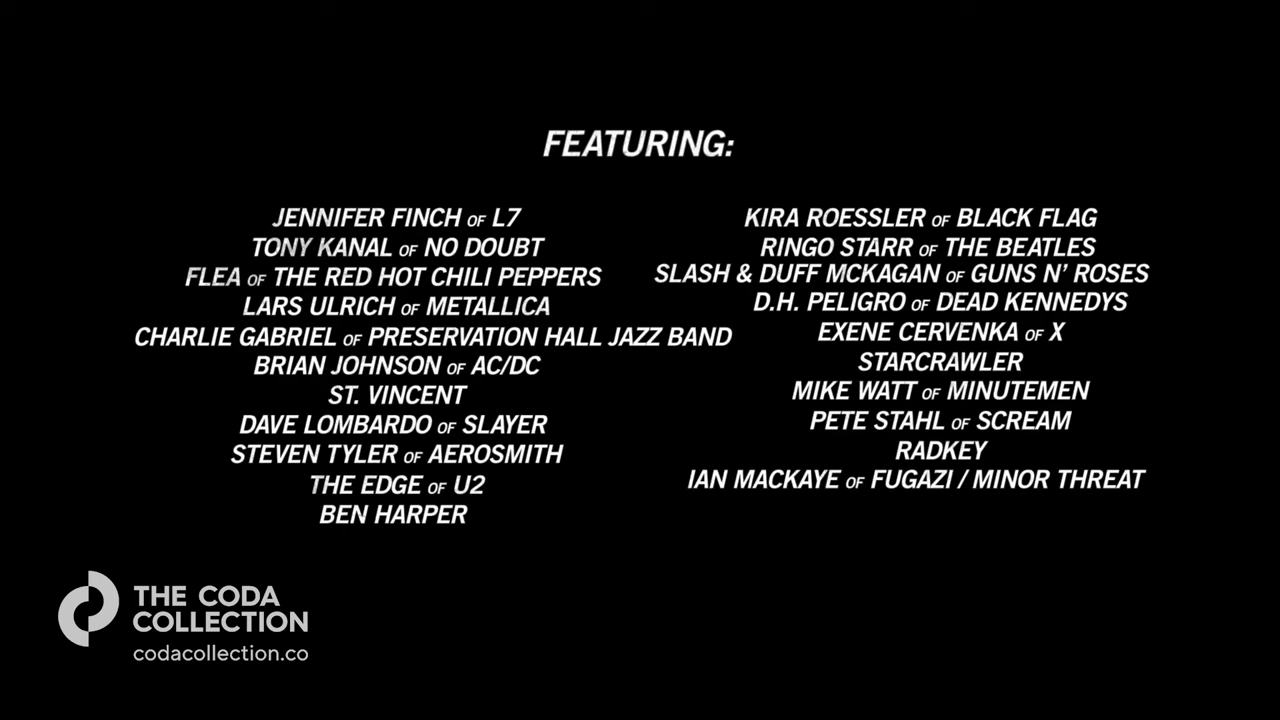 FEATURING:
JENNIFER FINCH OF L7
TONY KANAL OF NO DOUBT
FLEA OF THE RED HOT CHILI PEPPERS
LARS ULRICH OF METALLICA
CHARLIE GABRIEL OF PRESERVATION HALL JAZZ BAND
BRIAN JOHNSON OF AC/DC
ST. VINCENT
DAVE LOMBARDO OF SLAYER
STEVEN TYLER OF AEROSMITH
THE EDGE OF U2
BEN HARPER
KIRA ROESSLER OF BLACK FLAG
RINGO STARR OF THE BEATLES
SLASH & DUFF MCKAGAN OF GUNS N' ROSES
D.H. PELIGRO OF DEAD KENNEDYS
EXENE CERVENKA OF X
STARCRAWLER
MIKE WATT OF MINUTEMEN
PETE STAHL OF SCREAM
RADKEY
IAN MACKAYE OF FUGAZI / MINOR THREAT
THE CODA
COLLECTION
codacollection.co